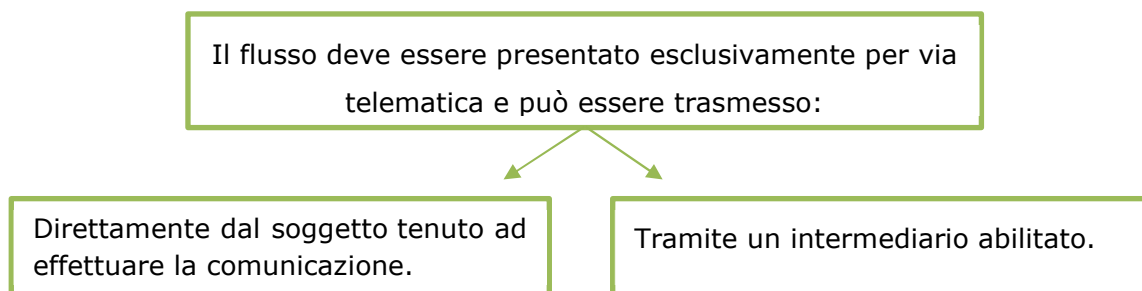 Il flusso deve essere presentato esclusivamente per via
telematica e può essere trasmesso:
Direttamente dal soggetto tenuto ad
effettuare la comunicazione.
Tramite un intermediario abilitato.